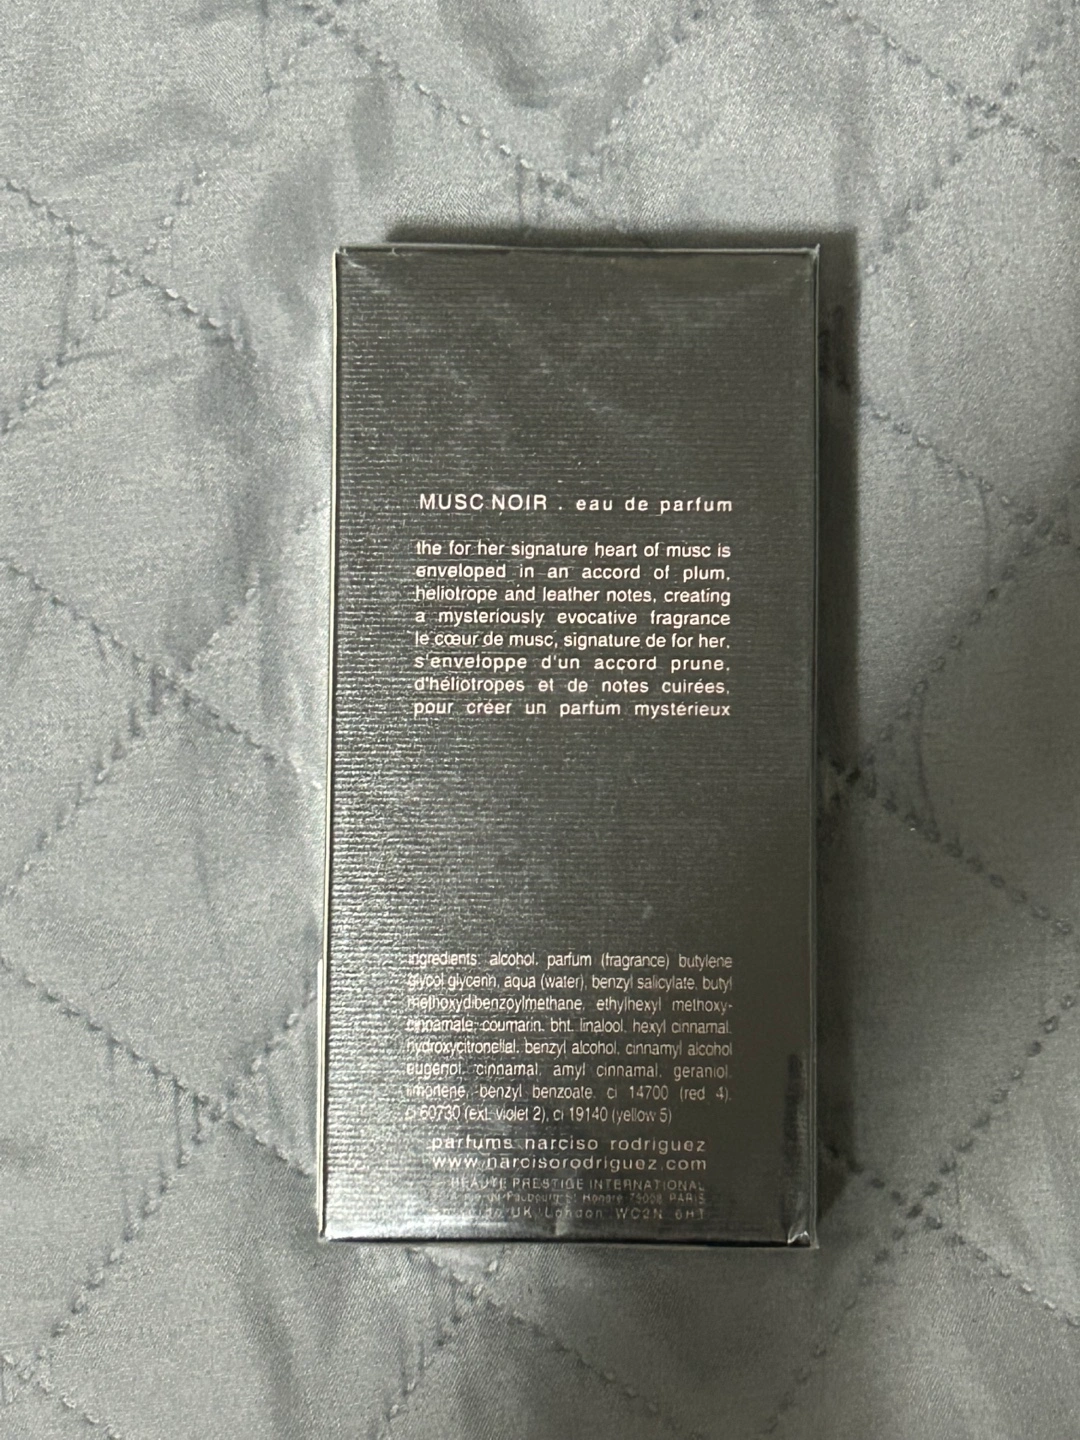 MUSC NOIR . eau de parfum
the for her signature heart of musc is
enveloped in an accord of plum,
heliotrope and leather notes, creating
a mysteriously evocative fragrance
le cœur de musc, signature de for her,
s'enveloppe d'un accord prune,
d'héliotropes et de notes cuirées,
pour créer un parfum mystérieux
ingredients: alcohol, parfum (fragrance) butylene
glycol glycerin, aqua (water), benzyl salicylate, butyl
methoxydibenzoylmethane, ethylhexyl methoxy-
cinnamate, coumarin, bht, linalool, hexyl cinnamal,
hydroxycitronellal, benzyl alcohol, cinnamyl alcohol
eugenol, cinnamal, amyl cinnamal, geraniol,
limonene, benzyl benzoate, ci 14700 (red 4),
ci 60730 (ext. violet 2), ci 19140 (yellow 5)
parfums narciso rodriguez
www.narcisorodriguez.com
BEAUTE PRESTIGE INTERNATIONAL
rue du Faubourg St Honoré 75008 PARIS
UK, London WC2N 6HT